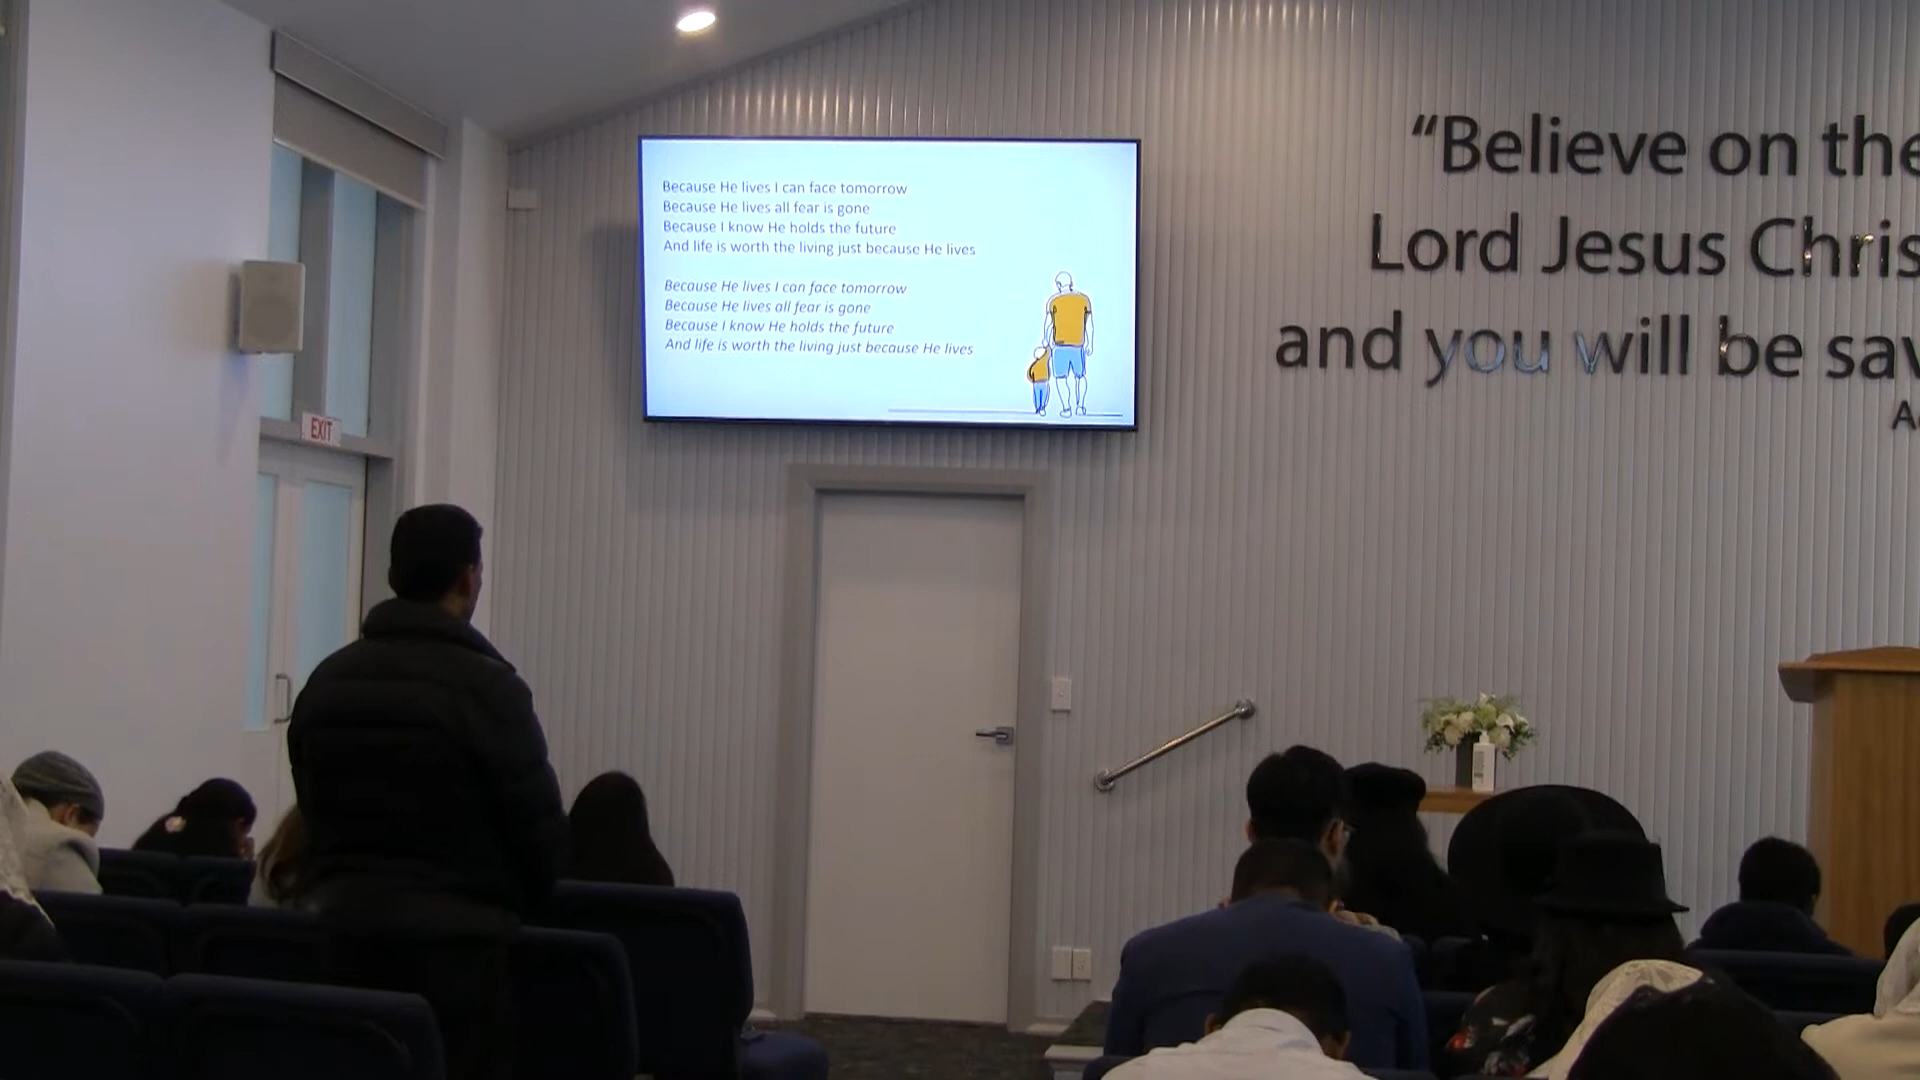 Because He lives I can face tomorrow
Because He lives all fear is gone
Because I know He holds the future
And life is worth the living just because He lives
Because He lives I can face tomorrow
Because He lives all fear is gone
Because I know He holds the future
And life is worth the living just because He lives
“Believe on the
Lord Jesus Chris
and you will be sav
EXIT